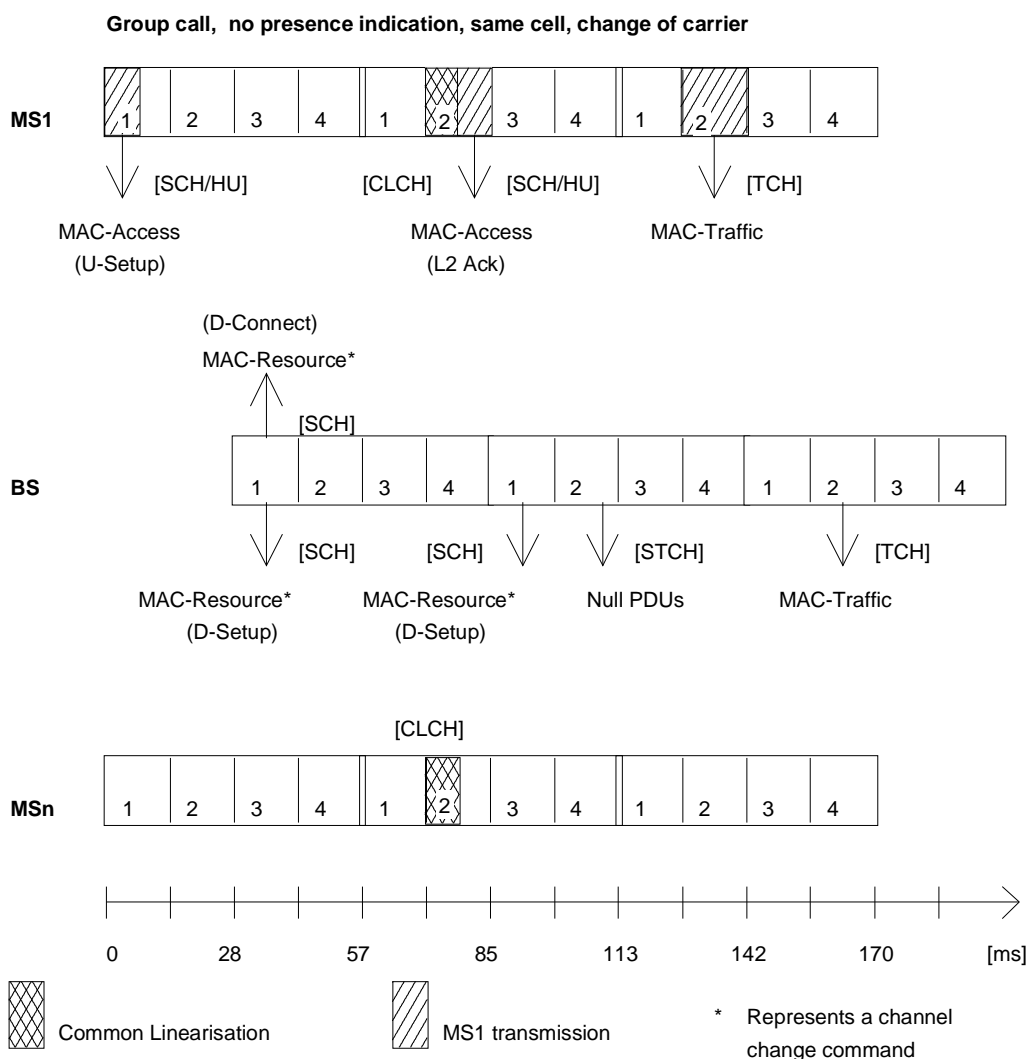 Group call, no presence indication, same cell, change of carrier
MS1
1 2 3 4 1 2 3 4 1 2 3 4
[SCH/HU] [CLCH] [SCH/HU] [TCH]
MAC-Access MAC-Access MAC-Traffic
(U-Setup) (L2 Ack)
(D-Connect)
MAC-Resource*
[SCH]
BS
1 2 3 4 1 2 3 4 1 2 3 4
[SCH] [SCH] [STCH] [TCH]
MAC-Resource* MAC-Resource* Null PDUs MAC-Traffic
(D-Setup) (D-Setup)
[CLCH]
MSn
1 2 3 4 1 2 3 4 1 2 3 4
0 28 57 85 113 142 170 [ms]
Common Linearisation MS1 transmission * Represents a channel
change command